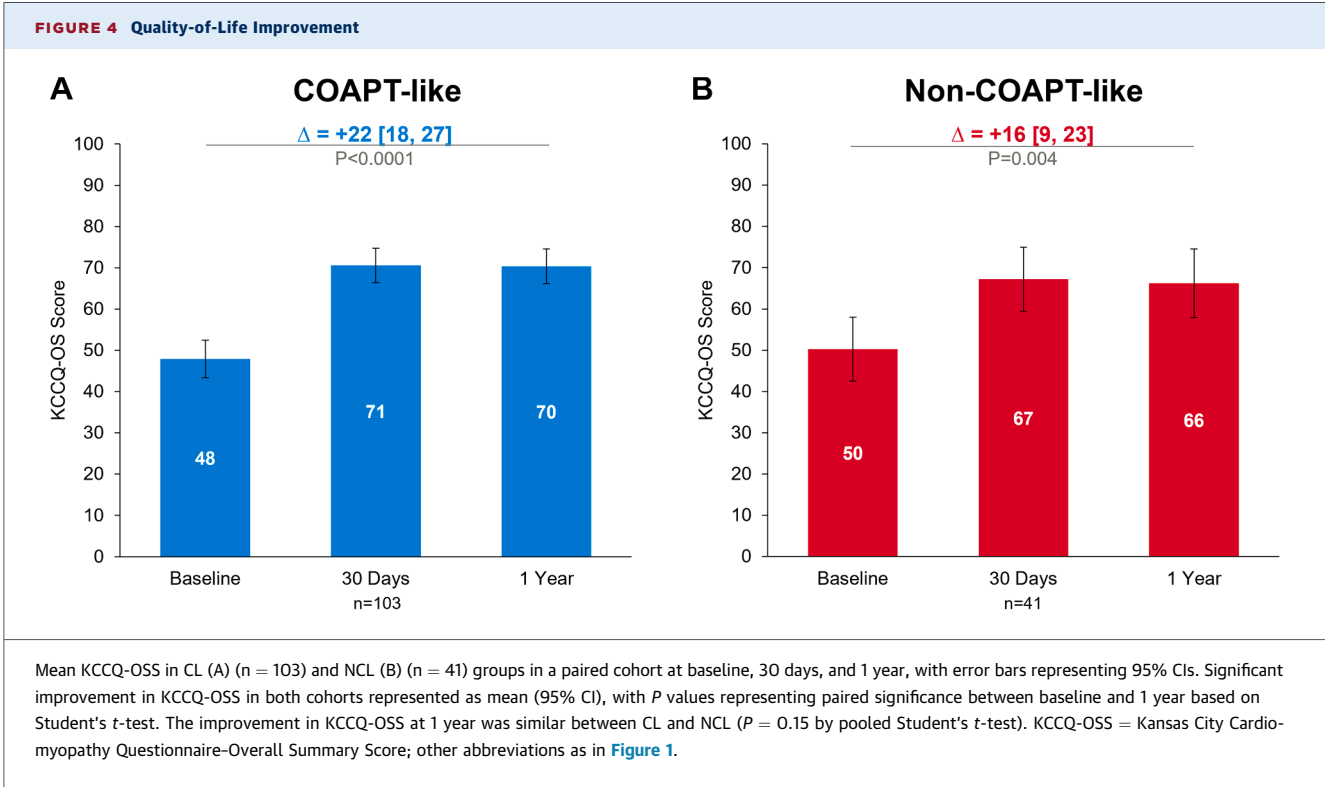 FIGURE 4 Quality-of-Life Improvement
A
COAPT-like
Δ = +22 [18, 27]
P<0.0001
KCCQ-OS Score
100
90
80
70
60
50
40
30
20
10
0
48
71
70
Baseline
30 Days
1 Year
n=103
B
Non-COAPT-like
Δ = +16 [9, 23]
P=0.004
KCCQ-OS Score
100
90
80
70
60
50
40
30
20
10
0
50
67
66
Baseline
30 Days
1 Year
n=41
Mean KCCQ-OSS in CL (A) (n = 103) and NCL (B) (n = 41) groups in a paired cohort at baseline, 30 days, and 1 year, with error bars representing 95% CIs. Significant
improvement in KCCQ-OSS in both cohorts represented as mean (95% CI), with P values representing paired significance between baseline and 1 year based on
Student's t-test. The improvement in KCCQ-OSS at 1 year was similar between CL and NCL (P = 0.15 by pooled Student's t-test). KCCQ-OSS = Kansas City Cardio-
myopathy Questionnaire-Overall Summary Score; other abbreviations as in Figure 1.